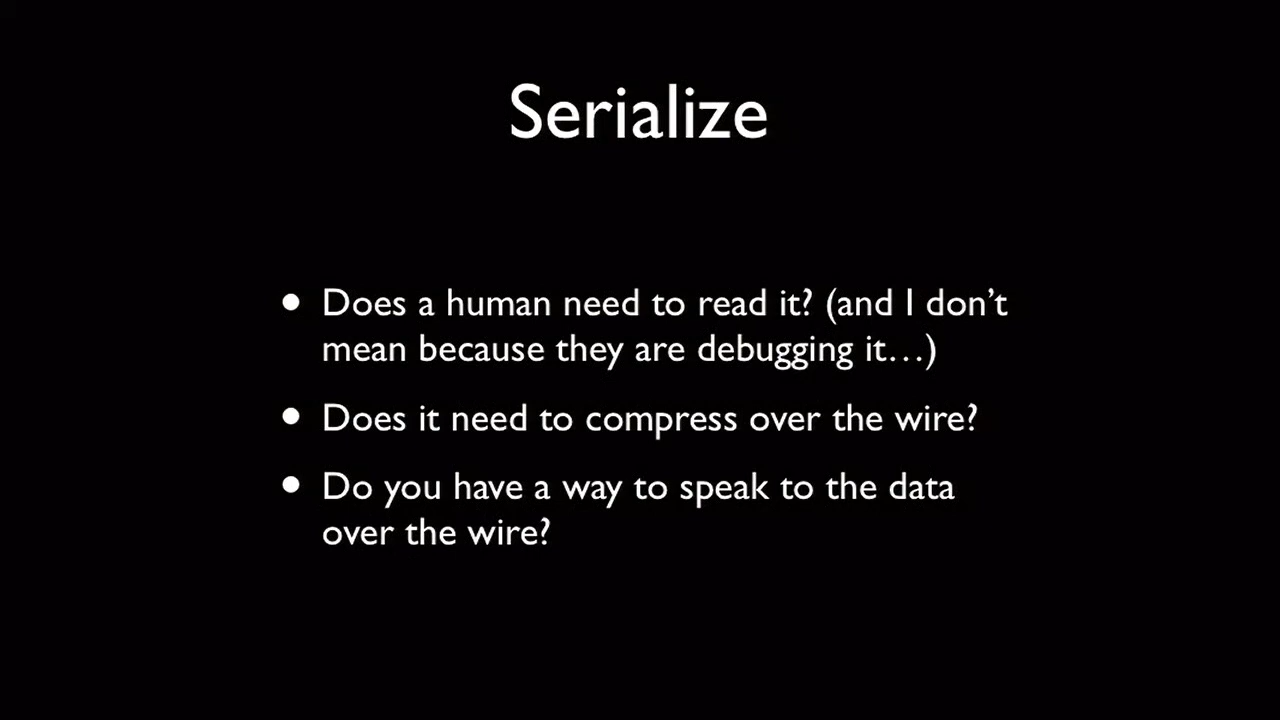 Serialize
• Does a human need to read it? (and I don’t
mean because they are debugging it…)
• Does it need to compress over the wire?
• Do you have a way to speak to the data
over the wire?